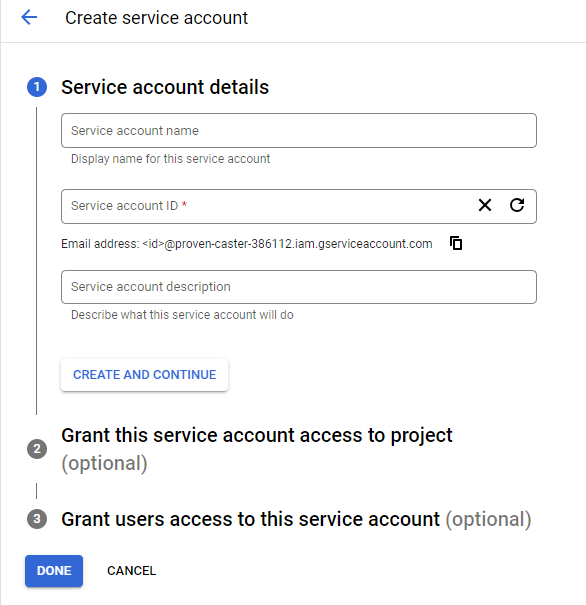 Create service account
1
Service account details
Service account name
Display name for this service account
Service account ID *
Email address: <id>@proven-caster-386112.iam.gserviceaccount.com
Service account description
Describe what this service account will do
CREATE AND CONTINUE
2
Grant this service account access to project
(optional)
3
Grant users access to this service account (optional)
DONE CANCEL